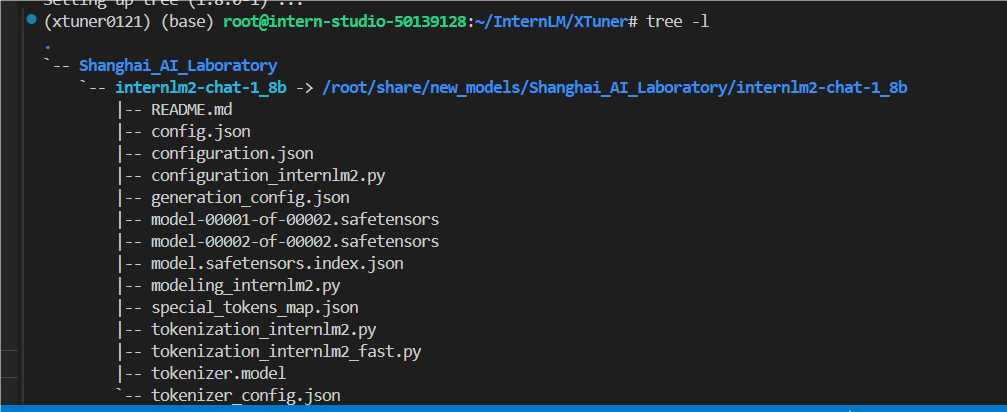 Setting up tree (1.8.0-1) ...
(xtuner0121) (base) root@intern-studio-50139128:~/InternLM/XTuner# tree -l
.
`-- Shanghai_AI_Laboratory
    `-- internlm2-chat-1_8b -> /root/share/new_models/Shanghai_AI_Laboratory/internlm2-chat-1_8b
        |-- README.md
        |-- config.json
        |-- configuration.json
        |-- configuration_internlm2.py
        |-- generation_config.json
        |-- model-00001-of-00002.safetensors
        |-- model-00002-of-00002.safetensors
        |-- model.safetensors.index.json
        |-- modeling_internlm2.py
        |-- special_tokens_map.json
        |-- tokenization_internlm2.py
        |-- tokenization_internlm2_fast.py
        |-- tokenizer.model
        `-- tokenizer_config.json